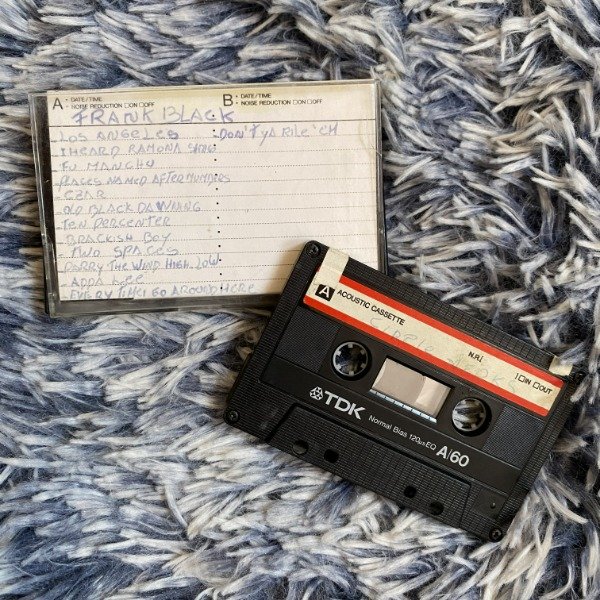 A • DATE/TIME
• NOISE REDUCTION □ON □OFF
B • DATE/TIME
• NOISE REDUCTION □ON □OFF
FRANK BLACK
LOS ANGELES
I HEARD RAMONA SING
FU MANCHU
PLACES NAMED AFTER NUMBERS
CZAR
OLD BLACK DAWNING
TEN PERCENTER
BRACKISH BOY
- TWO SPACES
PARRY THE WIND HIGH, LOW
ADDA LEE
EVERY TIME I GO AROUND HERE
DON'T YA RILE 'EM
A ACOUSTIC CASSETTE
N.R.
□IN □OUT
TDK Normal Bias 120µs EQ A/60